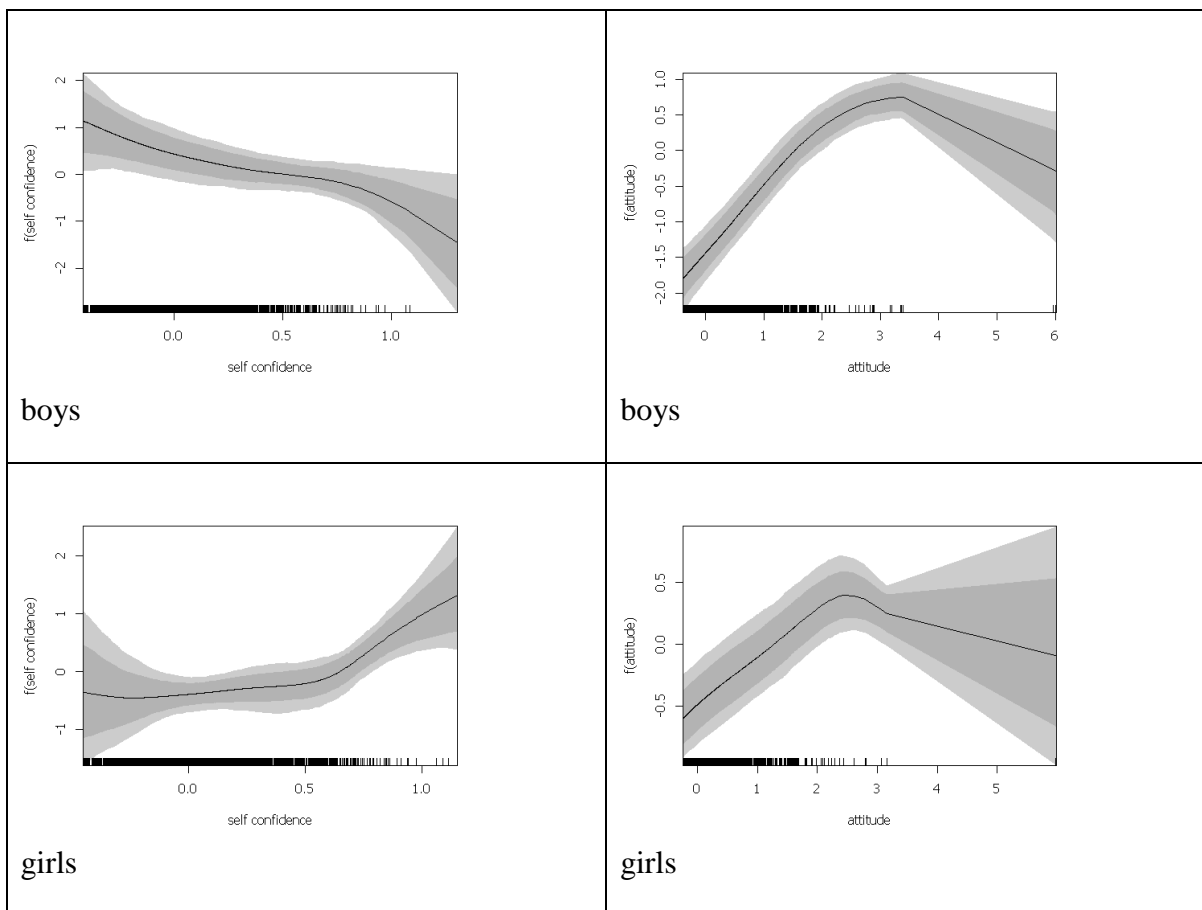 2
1
0
-1
-2
f(self confidence)
0.0 0.5 1.0
self confidence
boys
1.0
0.5
0.0
-0.5
-1.0
-1.5
-2.0
f(attitude)
0 1 2 3 4 5 6
attitude
boys
2
1
0
-1
f(self confidence)
0.0 0.5 1.0
self confidence
girls
0.5
0.0
-0.5
f(attitude)
0 1 2 3 4 5
attitude
girls